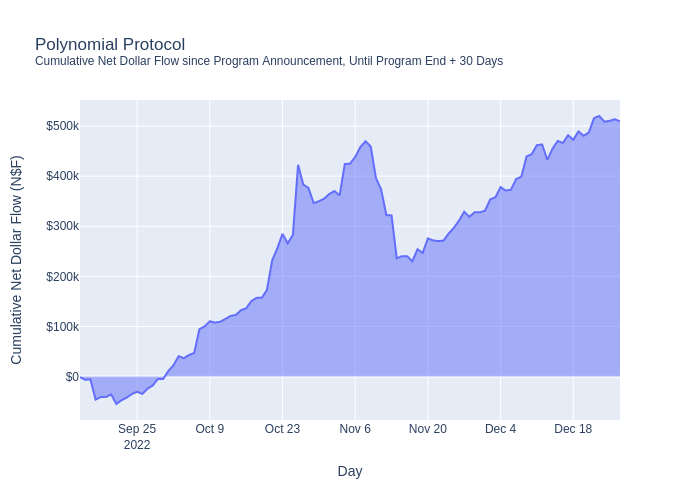 Polynomial Protocol
Cumulative Net Dollar Flow since Program Announcement, Until Program End + 30 Days
Cumulative Net Dollar Flow (N$F)
$500k
$400k
$300k
$200k
$100k
$0
Sep 25
2022
Oct 9
Oct 23
Nov 6
Nov 20
Dec 4
Dec 18
Day